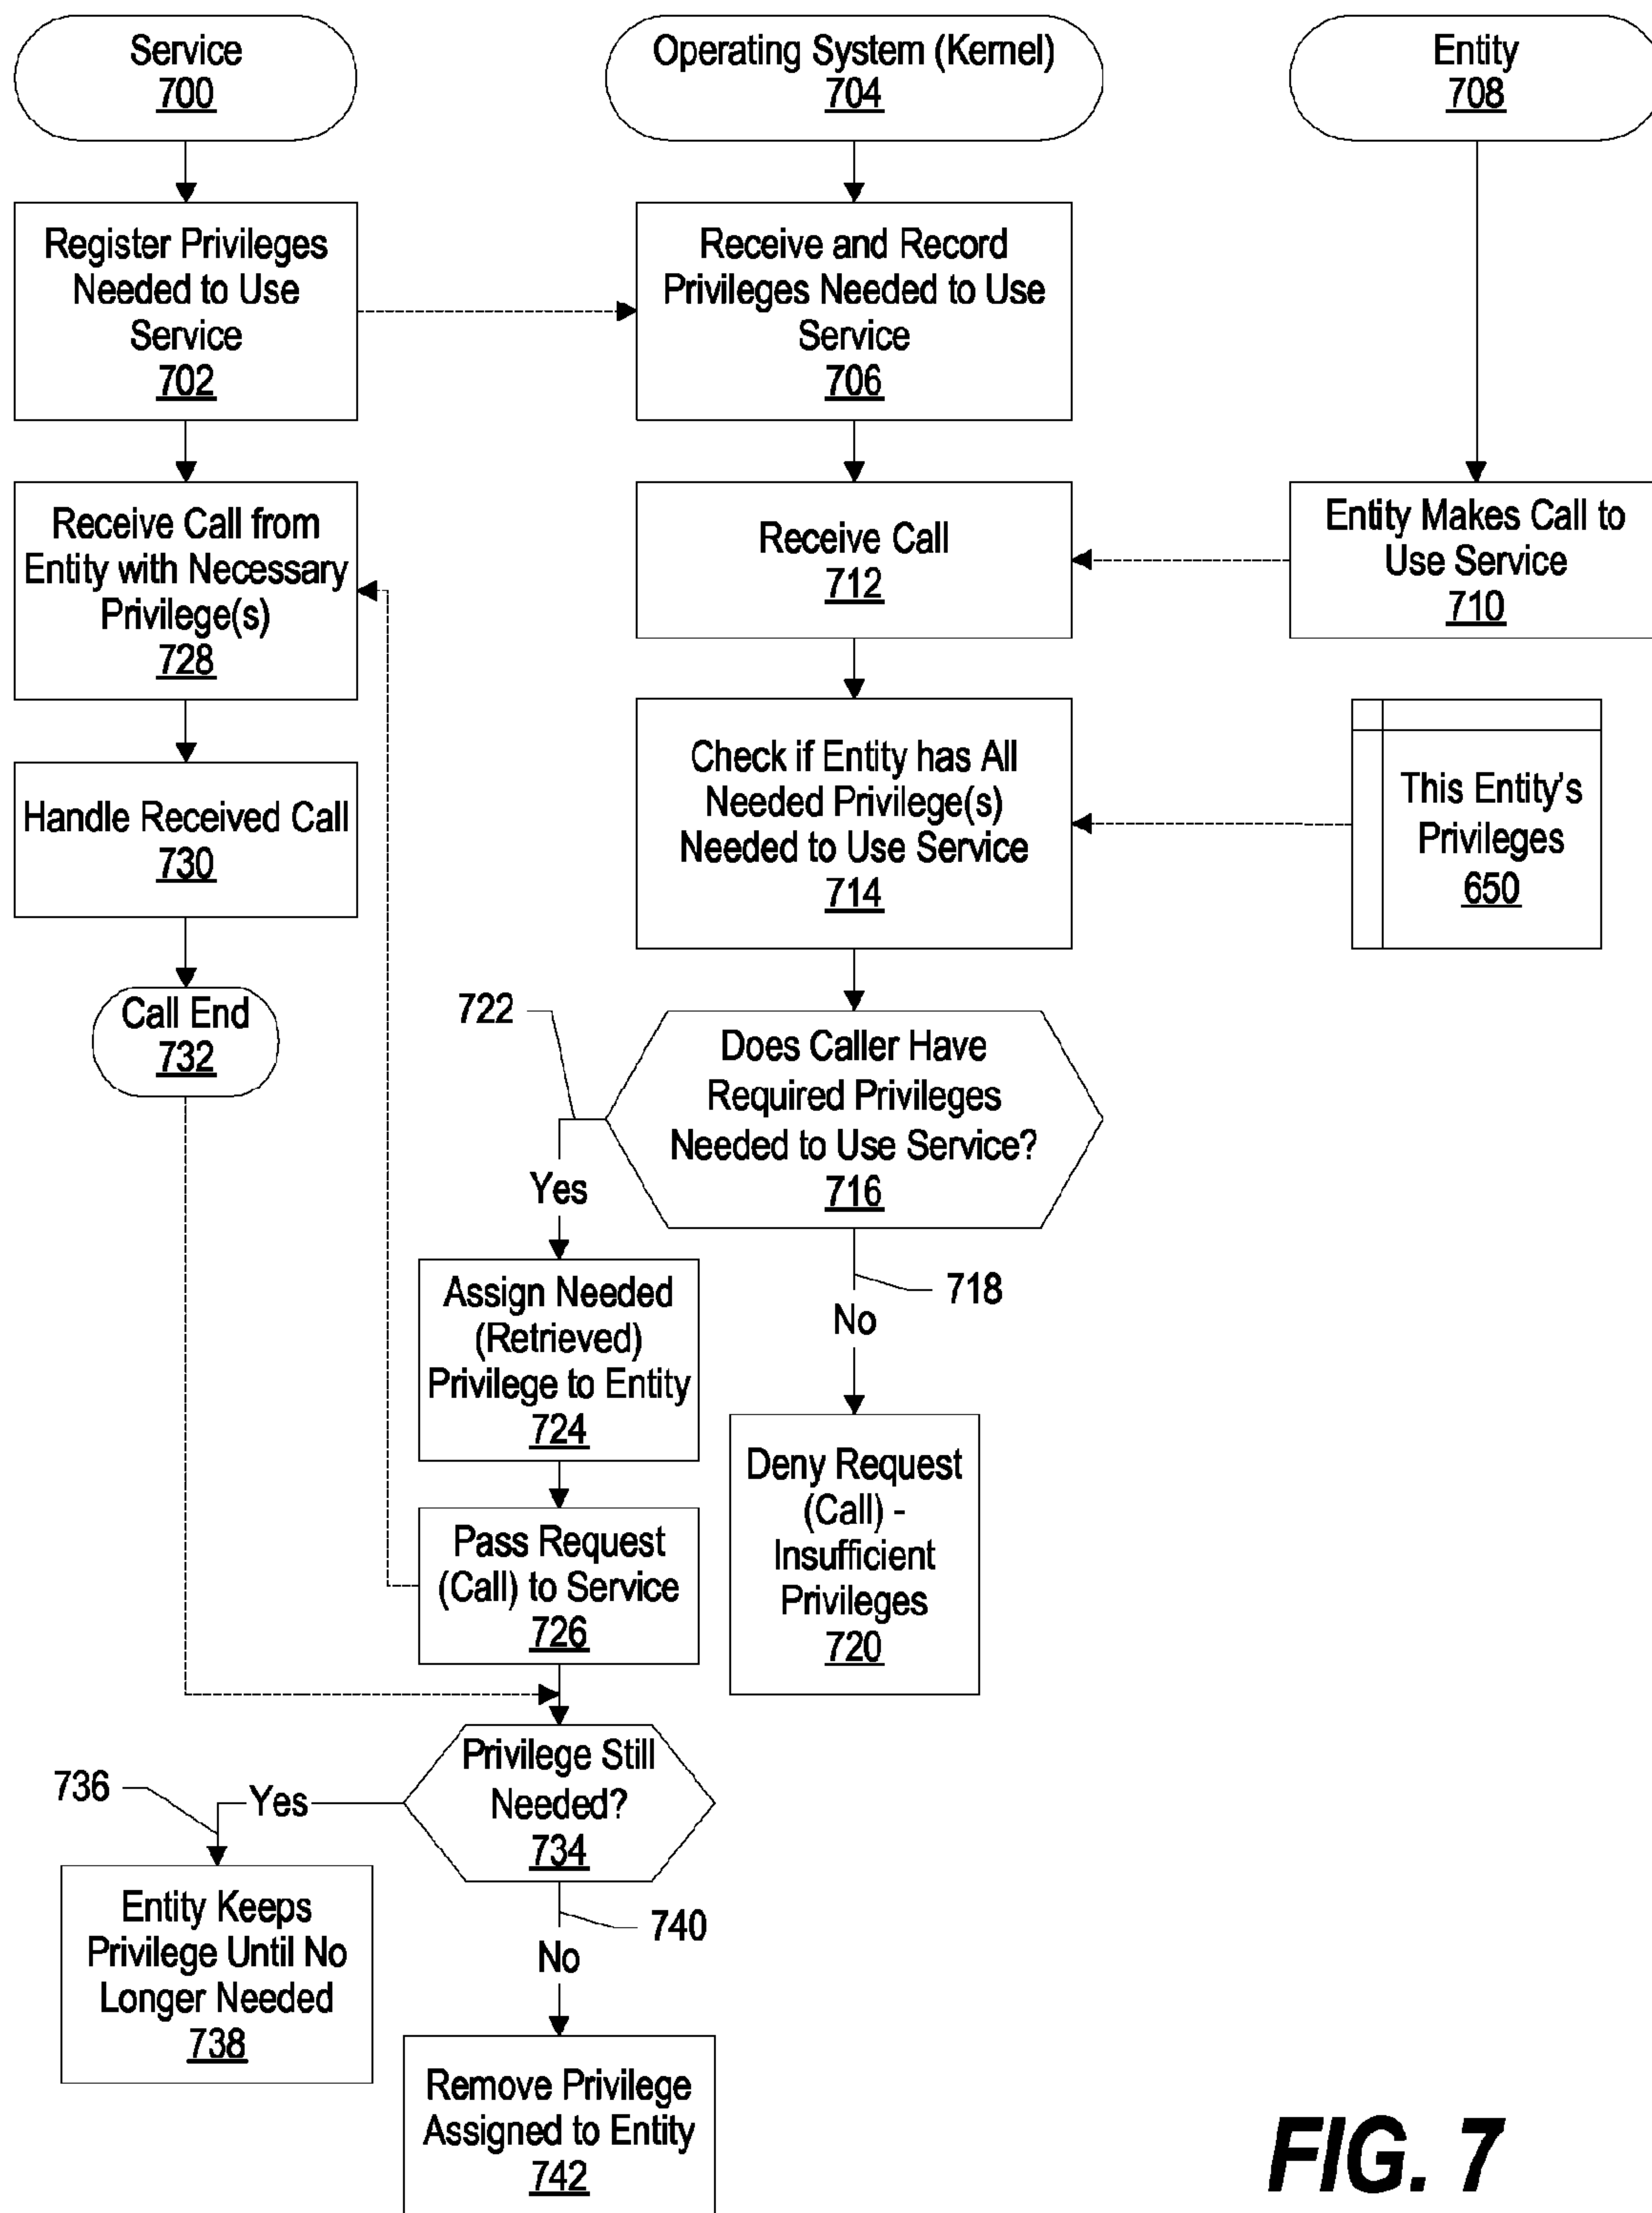 Service
700
Operating System (Kernel)
704
Entity
708
Register Privileges
Needed to Use
Service
702
Receive and Record
Privileges Needed to Use
Service
706
Receive Call from
Entity with Necessary
Privilege(s)
728
Receive Call
712
Entity Makes Call to
Use Service
710
Handle Received Call
730
Check if Entity has All
Needed Privilege(s)
Needed to Use Service
714
This Entity's
Privileges
650
Call End
732
722
Does Caller Have
Required Privileges
Needed to Use Service?
716
Yes
718
No
Assign Needed
(Retrieved)
Privilege to Entity
724
Deny Request
(Call) -
Insufficient
Privileges
720
Pass Request
(Call) to Service
726
Privilege Still
Needed?
734
736
Yes
Entity Keeps
Privilege Until No
Longer Needed
738
740
No
Remove Privilege
Assigned to Entity
742
FIG. 7